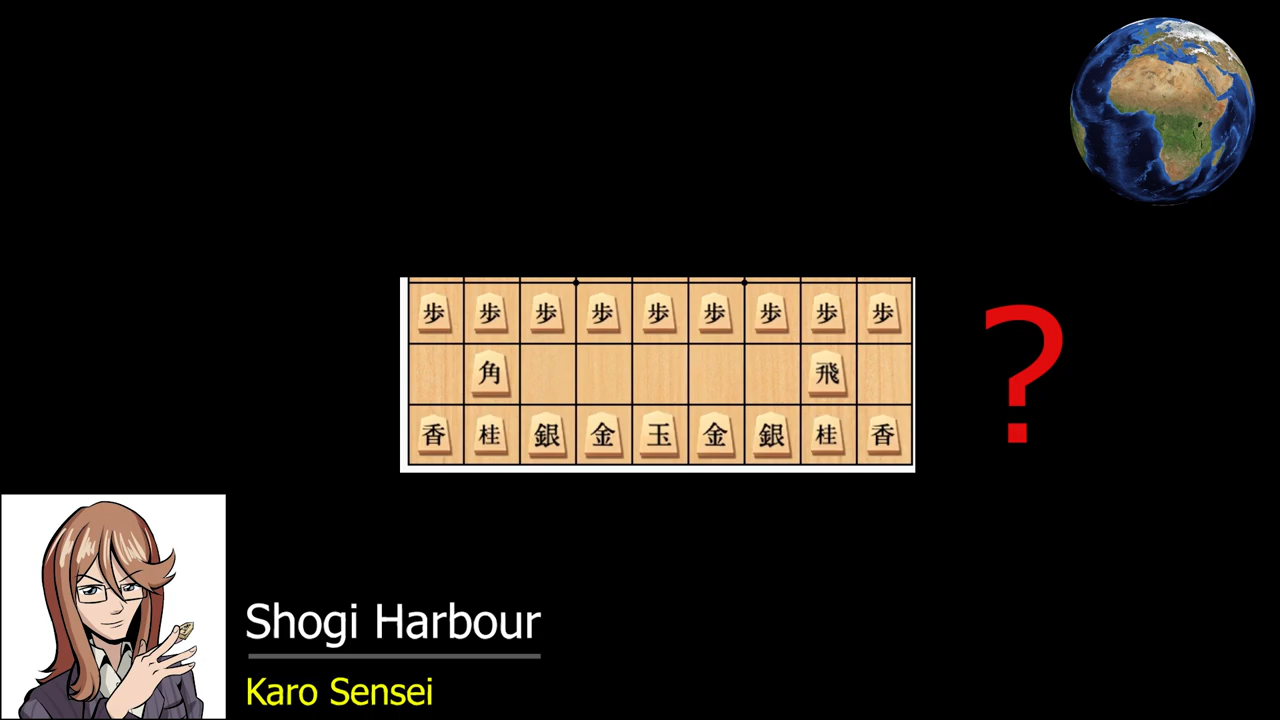 歩 歩 歩 歩 歩 歩 歩 歩 歩
角 飛
香 桂 銀 金 玉 金 銀 桂 香
?
Shogi Harbour
Karo Sensei